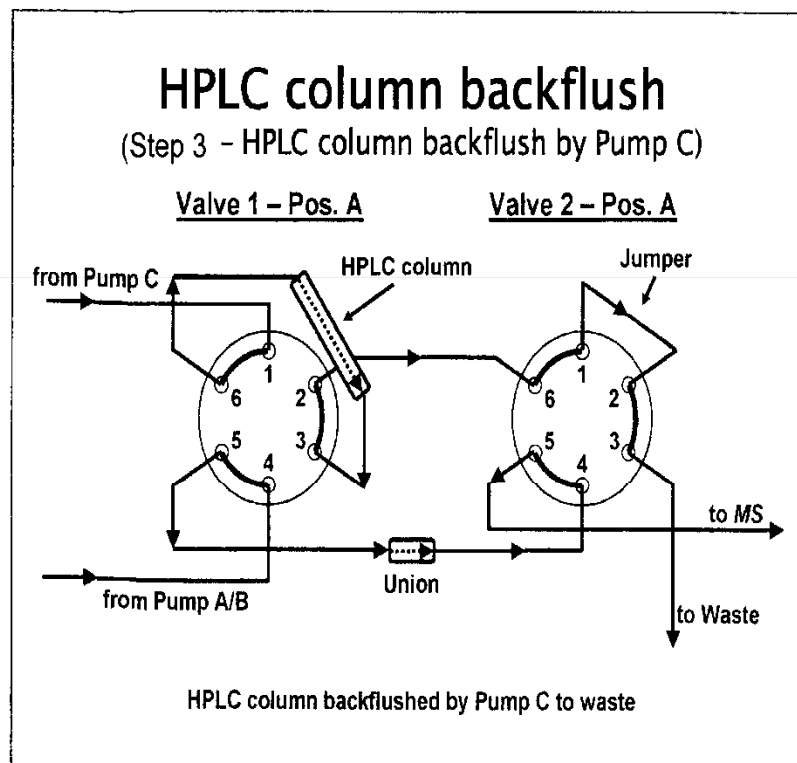 HPLC column backflush
(Step 3 – HPLC column backflush by Pump C)
Valve 1 – Pos. A
Valve 2 – Pos. A
from Pump C
HPLC column
Jumper
1
2
3
4
5
6
1
2
3
4
5
6
to MS
Union
from Pump A/B
to Waste
HPLC column backflushed by Pump C to waste